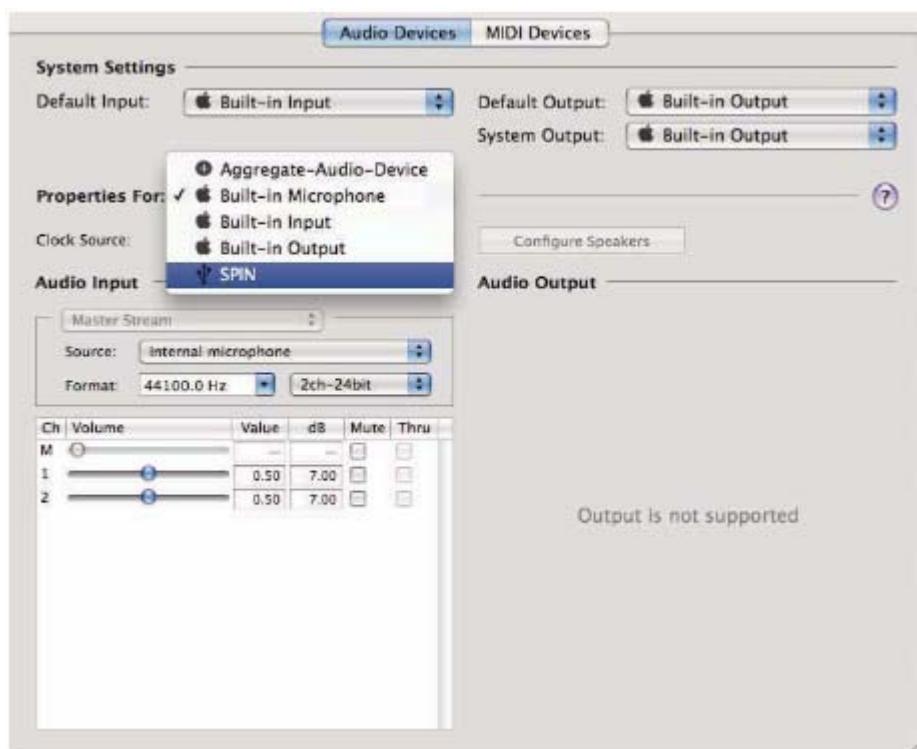 Audio Devices MIDI Devices
System Settings
Default Input: Built-in Input
Default Output: Built-in Output
System Output: Built-in Output
Properties For: ✓ Built-in Microphone
Aggregate-Audio-Device
Built-in Input
Built-in Output
SPIN
?
Clock Source:
Configure Speakers
Audio Input
Master Stream
Source: Internal microphone
Format: 44100.0 Hz 2ch-24bit
Ch Volume Value dB Mute Thru
M — —
1 0.50 7.00
2 0.50 7.00
Audio Output
Output is not supported